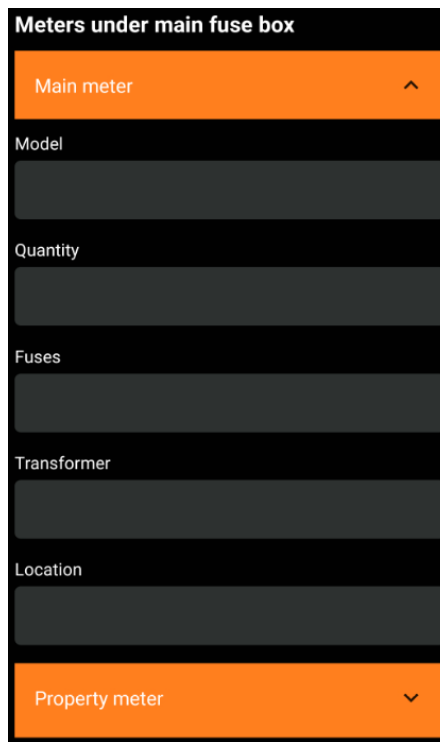 Meters under main fuse box
Main meter
Model
Quantity
Fuses
Transformer
Location
Property meter